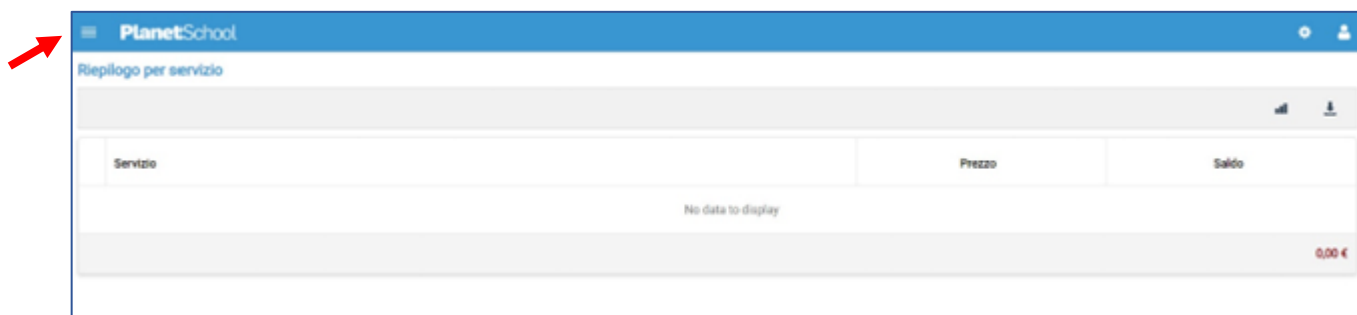 PlanetSchool
Riepilogo per servizio
Servizio Prezzo Saldo
No data to display
0,00 €